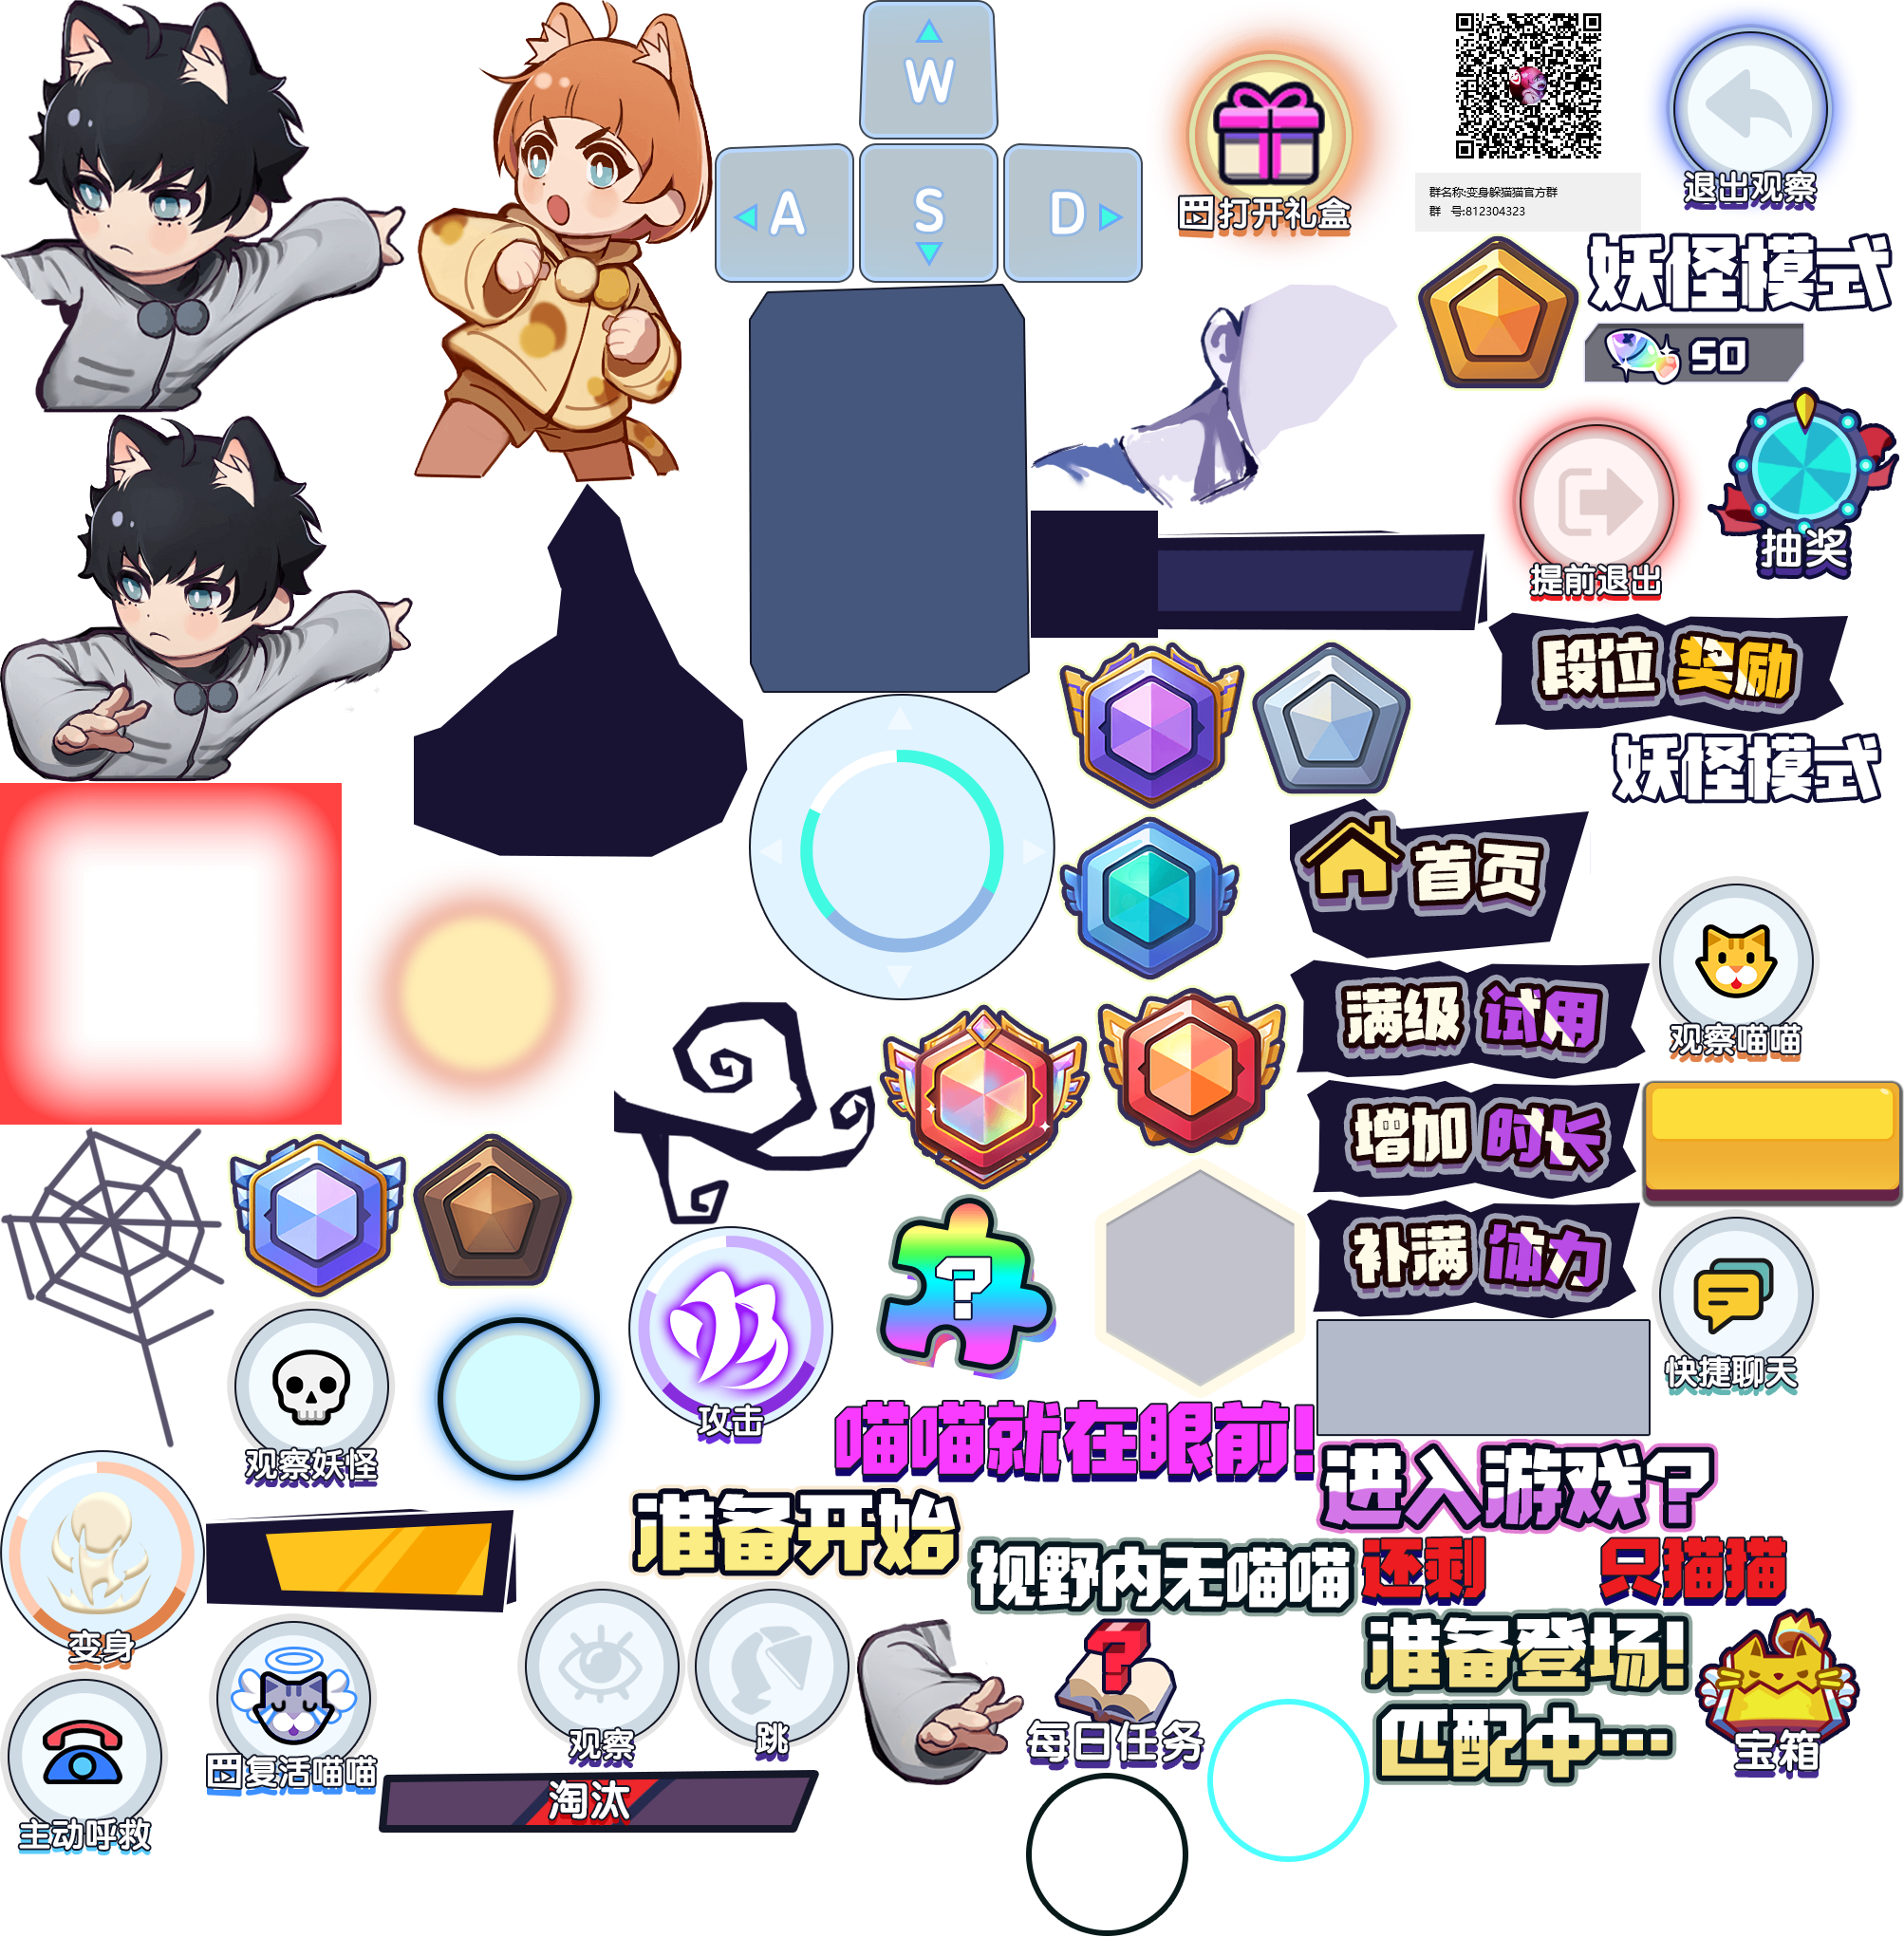 W
A
S
D
打开礼盒
群名称:变身躲猫猫官方群
群 号:812304323
退出观察
妖怪模式
50
提前退出
抽奖
段位 奖励
妖怪模式
首页
满级 试用
观察喵喵
增加 时长
补满 体力
快捷聊天
?
攻击
观察妖怪
喵喵就在眼前!
进入游戏?
准备开始
视野内无喵喵
还剩 只猫猫
变身
准备登场!
?
观察
跳
每日任务
匹配中…
宝箱
复活喵喵
淘汰
主动呼救